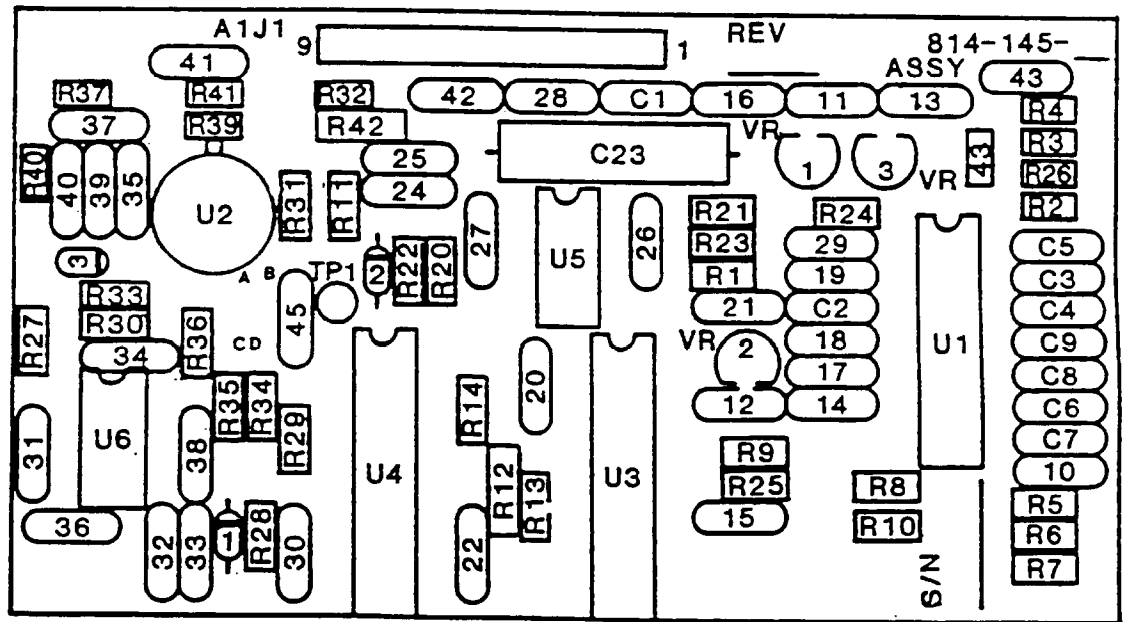 A1J1 9 1 REV 814-145-__
41 ASSY 43
R37 R41 R32 42 28 C1 16 11 13 R4
37 R39 R42 VR R3
R40 40 39 35 25 C23 1 3 VR 43 R26
U2 R31 R11 24 27 U5 26 R21 R24 R2
3 A B TP1 2 R22 R20 R23 29 C5
R33 45 R1 19 C3
R27 R30 R36 21 C2 U1 C4
34 C D VR 2 18 C9
R35 R34 20 17 C8
31 U6 38 R29 U4 R14 U3 12 14 C6
R9 C7
R12 R13 R25 R8 10
36 32 33 1 R28 30 22 15 R10 R5
R6
S/N R7